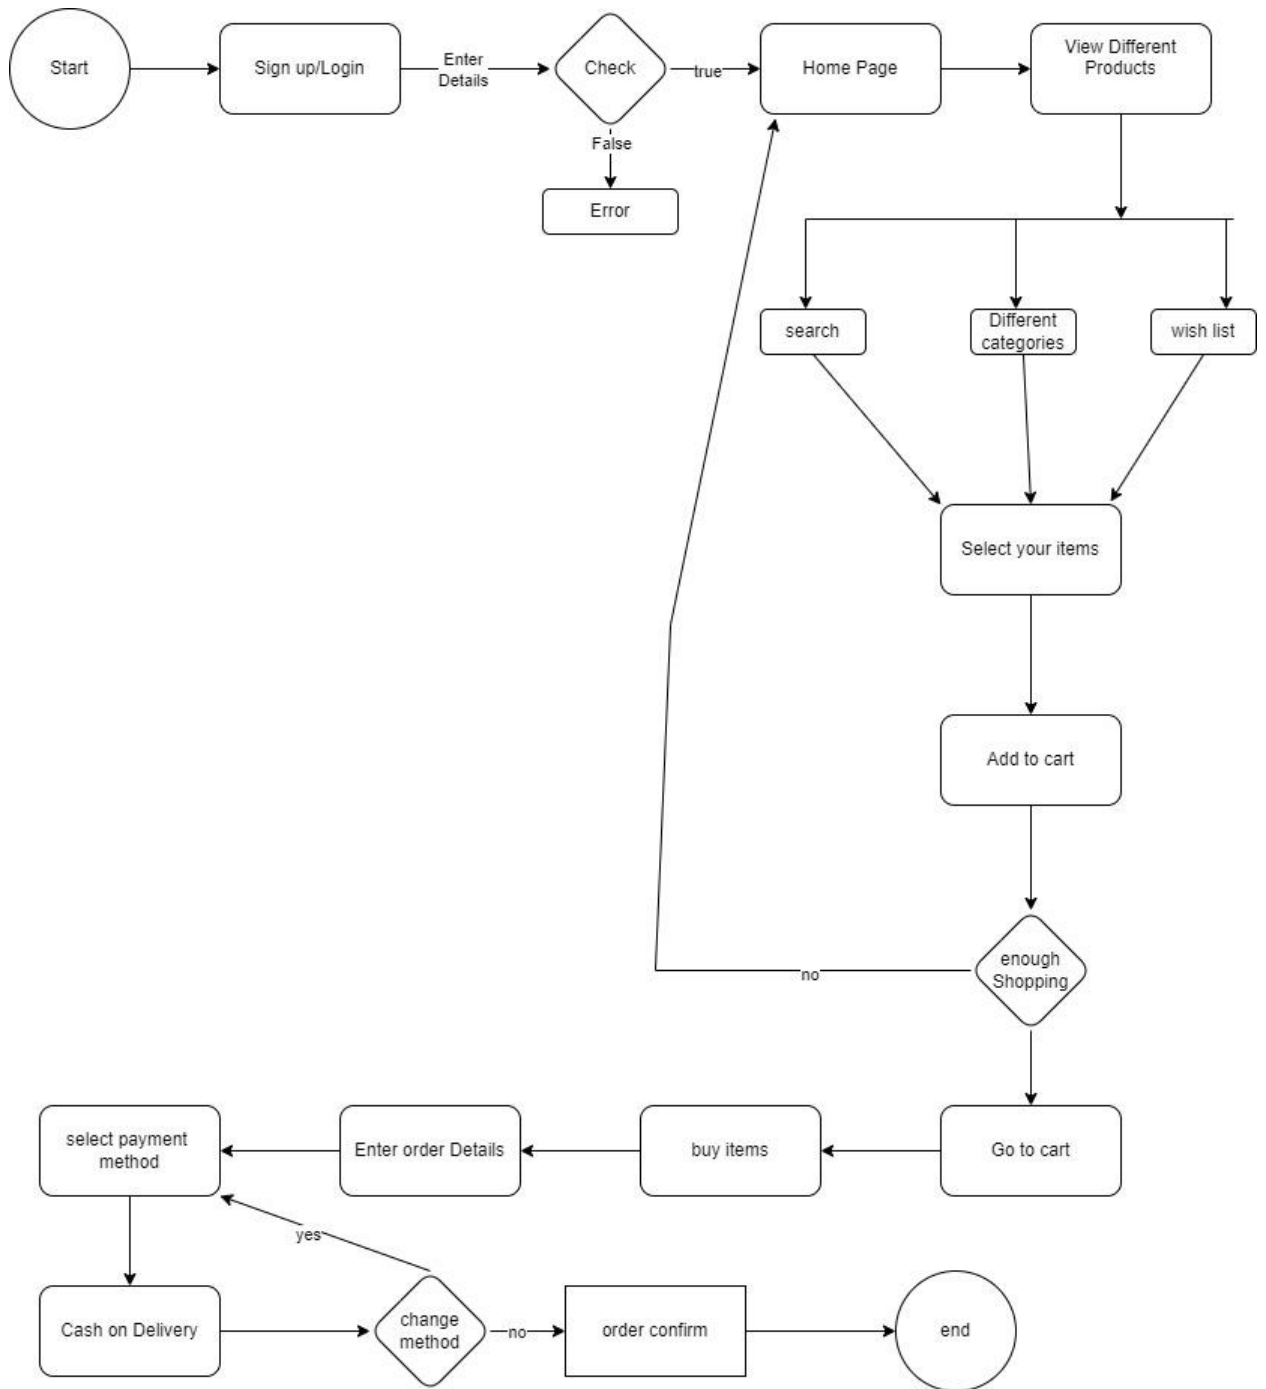 Start
Sign up/Login
Enter
Details
Check
true
Home Page
View Different
Products
False
Error
search
Different
categories
wish list
Select your items
Add to cart
enough
Shopping
no
Go to cart
buy items
Enter order Details
select payment
method
yes
Cash on Delivery
change
method
no
order confirm
end